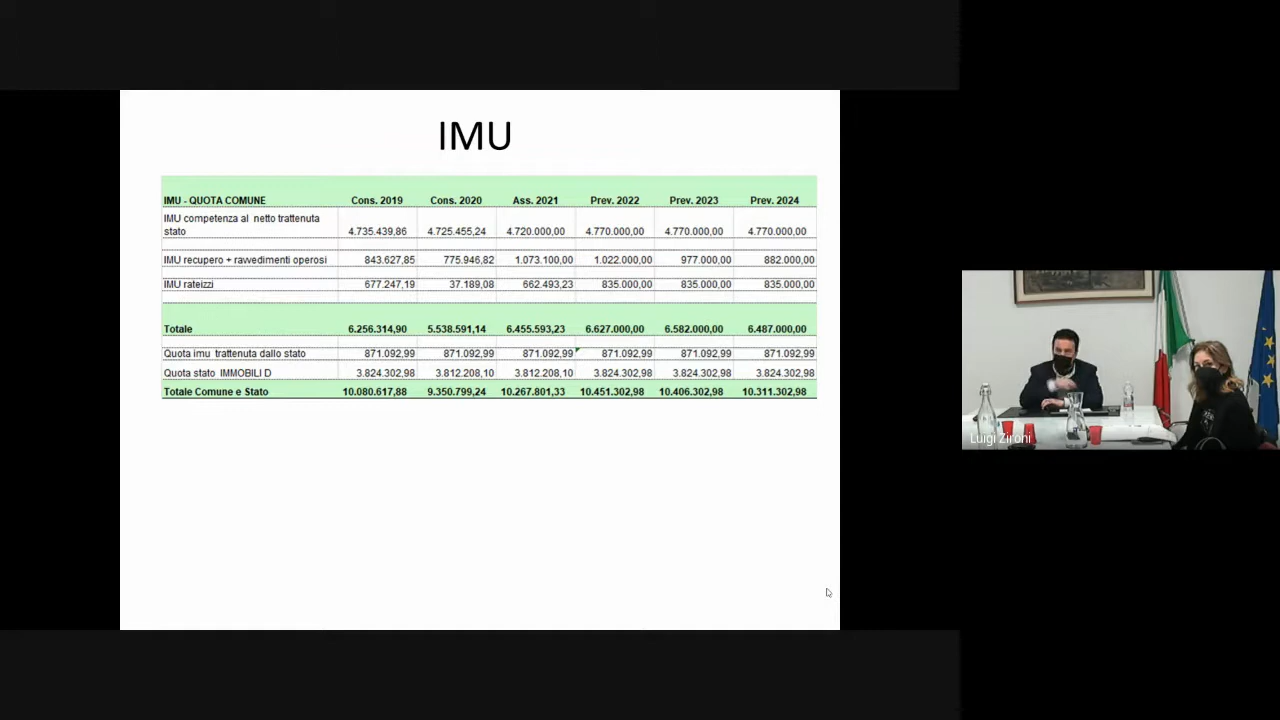 IMU
IMU - QUOTA COMUNE Cons. 2019 Cons. 2020 Ass. 2021 Prev. 2022 Prev. 2023 Prev. 2024
IMU competenza al netto trattenuta
stato 4.735.439,86 4.725.455,24 4.720.000,00 4.770.000,00 4.770.000,00 4.770.000,00
IMU recupero + ravvedimenti operosi 843.627,85 775.946,82 1.073.100,00 1.022.000,00 977.000,00 882.000,00
IMU rateizzi 677.247,19 37.189,08 662.493,23 835.000,00 835.000,00 835.000,00
Totale 6.256.314,90 5.538.591,14 6.455.593,23 6.627.000,00 6.582.000,00 6.487.000,00
Quota imu trattenuta dallo stato 871.092,99 871.092,99 871.092,99 871.092,99 871.092,99 871.092,99
Quota stato IMMOBILI D 3.824.302,98 3.812.208,10 3.812.208,10 3.824.302,98 3.824.302,98 3.824.302,98
Totale Comune e Stato 10.080.617,88 9.350.799,24 10.267.801,33 10.451.302,98 10.406.302,98 10.311.302,98
Luigi Zironi